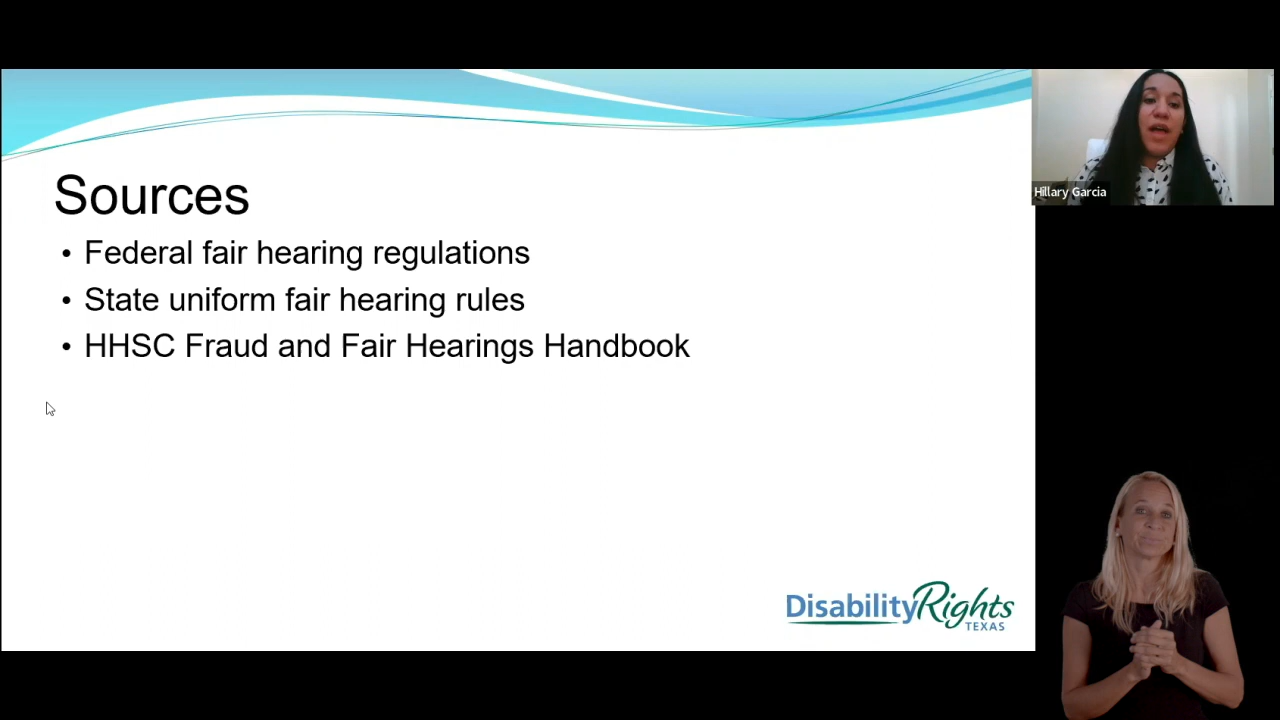 Sources
• Federal fair hearing regulations
• State uniform fair hearing rules
• HHSC Fraud and Fair Hearings Handbook
DisabilityRights
TEXAS
Hillary Garcia